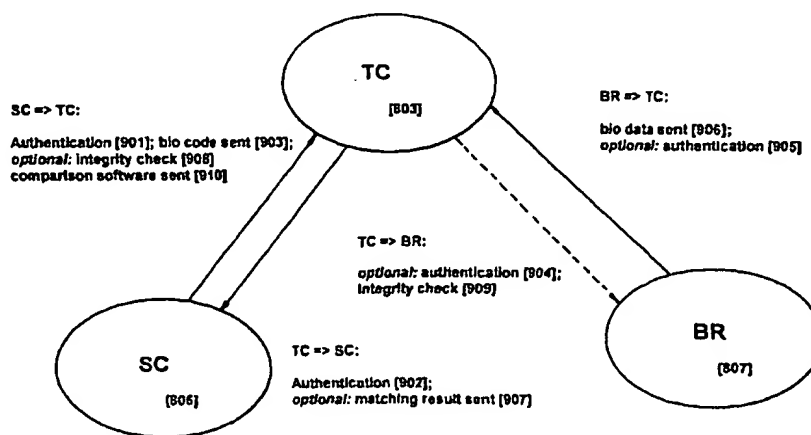 TC
[803]
SC => TC:
Authentication [901]; bio code sent [903];
optional: integrity check [908]
comparison software sent [910]
BR => TC:
bio data sent [906];
optional: authentication [905]
TC => BR:
optional: authentication [904];
integrity check [909]
SC
[806]
TC => SC:
Authentication [902];
optional: matching result sent [907]
BR
[807]